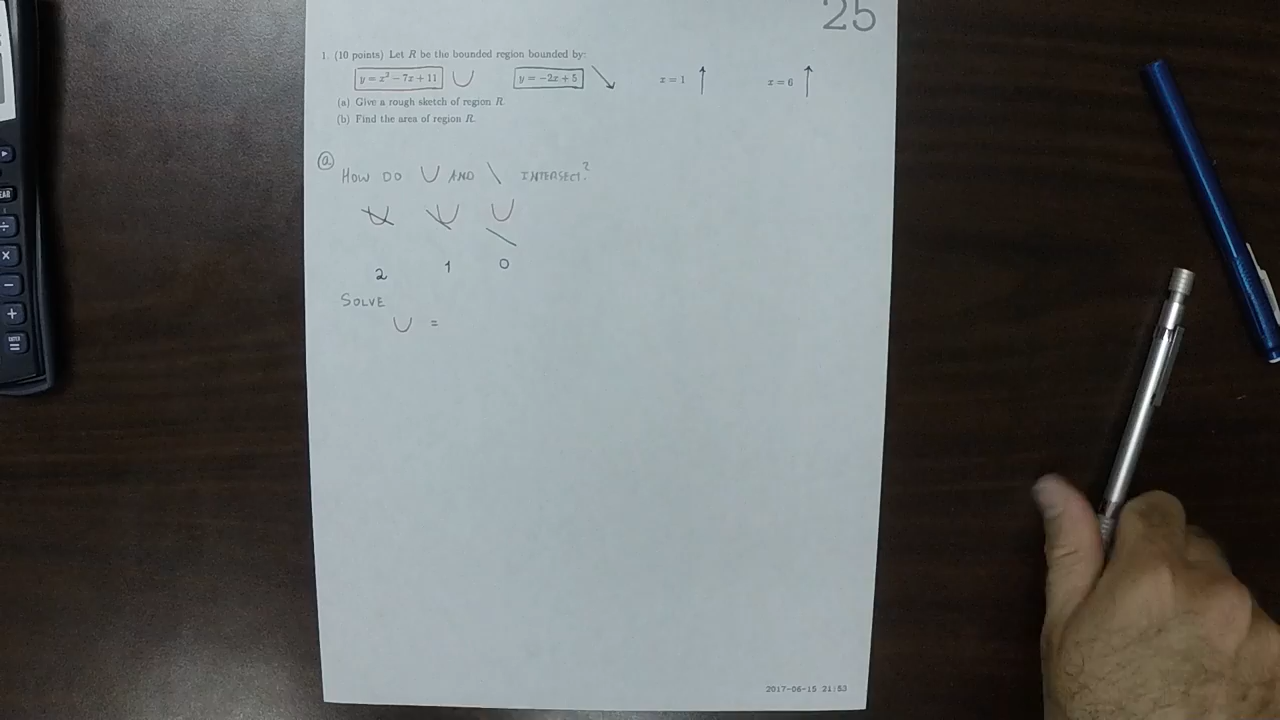 25
1. (10 points) Let R be the bounded region bounded by:
y = x² − 7x + 11 y = −2x + 5 x = 1 x = 6
(a) Give a rough sketch of region R.
(b) Find the area of region R.
a
HOW DO ∪ AND \ INTERSECT?
2 1 0
SOLVE
∪ =
2017-06-15 21:53
EAR
÷
×
−
+
ENTER
=